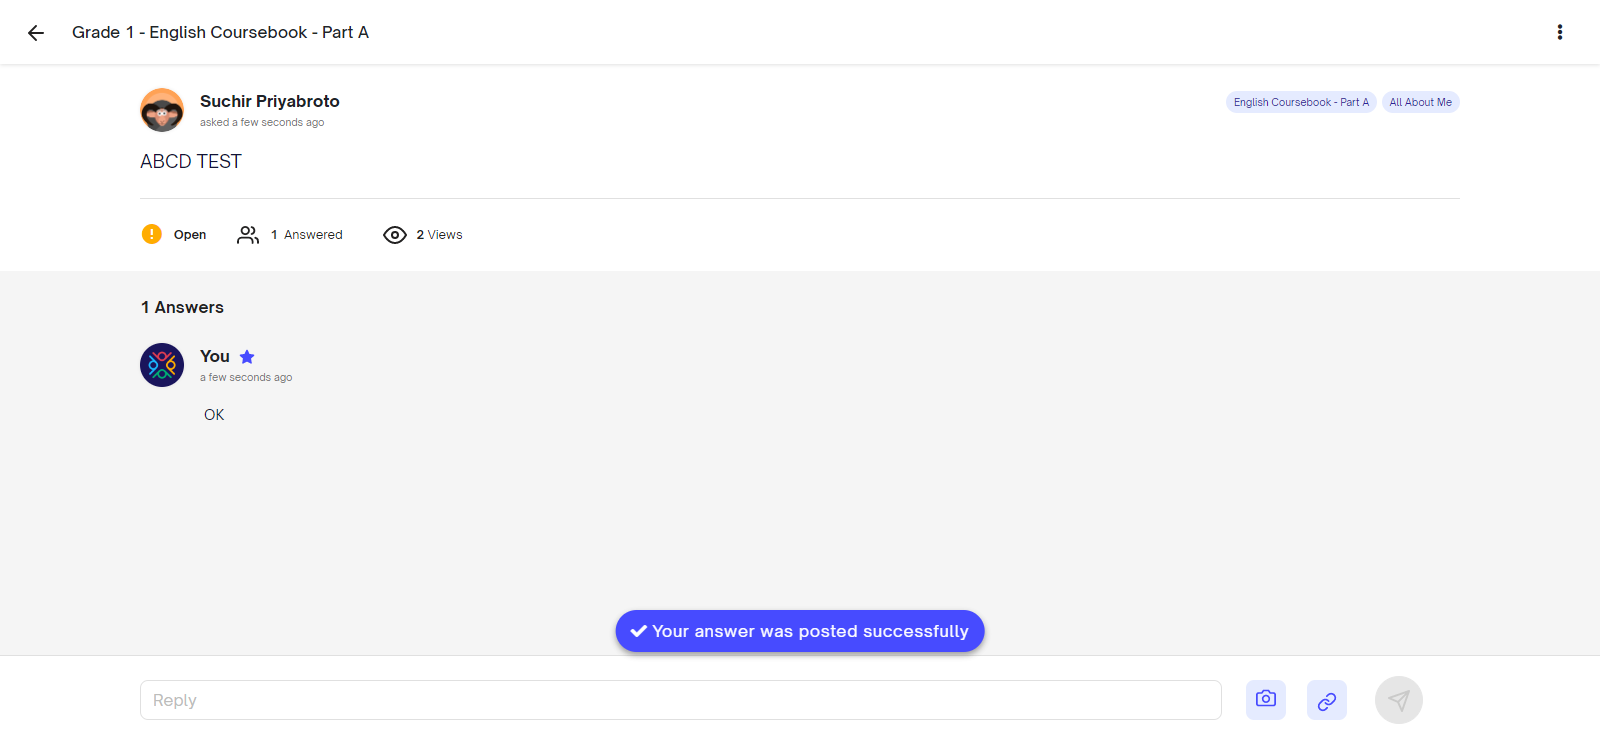 Grade 1 - English Coursebook - Part A
Suchir Priyabroto
asked a few seconds ago
English Coursebook - Part A
All About Me
ABCD TEST
Open
1 Answered
2 Views
1 Answers
You
a few seconds ago
OK
Your answer was posted successfully
Reply